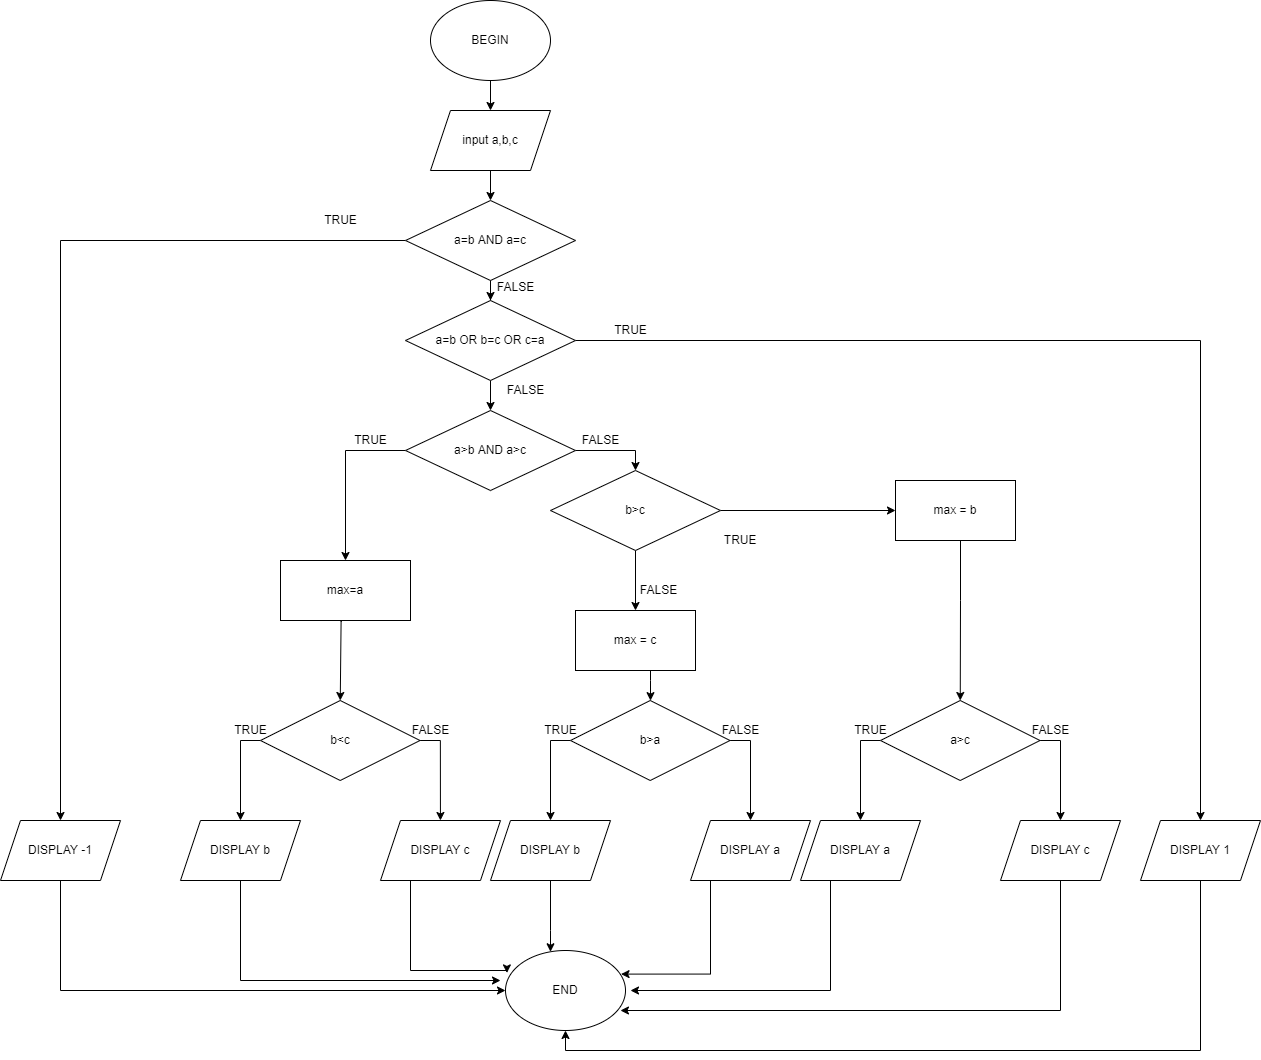 BEGIN
input a,b,c
TRUE
a=b AND a=c
FALSE
a=b OR b=c OR c=a
TRUE
FALSE
TRUE
a>b AND a>c
FALSE
b>c
TRUE
max = b
max=a
FALSE
max = c
TRUE
b<c
FALSE
TRUE
b>a
FALSE
TRUE
a>c
FALSE
DISPLAY -1
DISPLAY b
DISPLAY c
DISPLAY b
DISPLAY a
DISPLAY a
DISPLAY c
DISPLAY 1
END